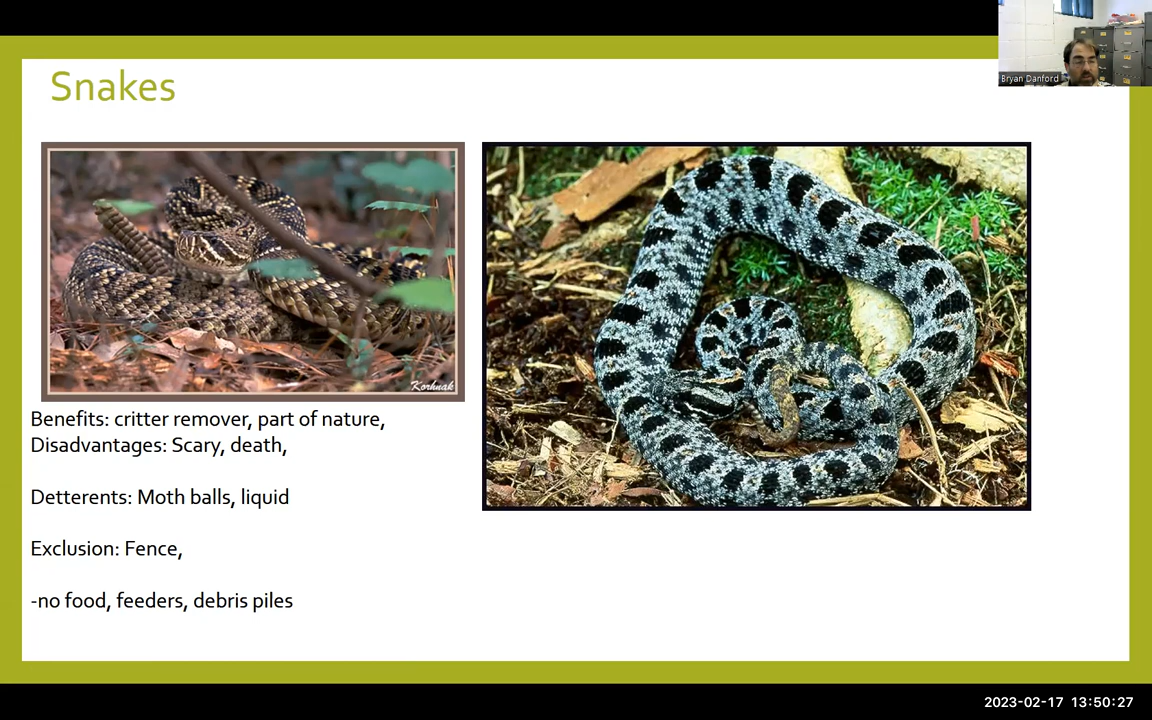 Snakes
Bryan Danford
Korhnak
Benefits: critter remover, part of nature,
Disadvantages: Scary, death,
Detterents: Moth balls, liquid
Exclusion: Fence,
-no food, feeders, debris piles
2023-02-17 13:50:27